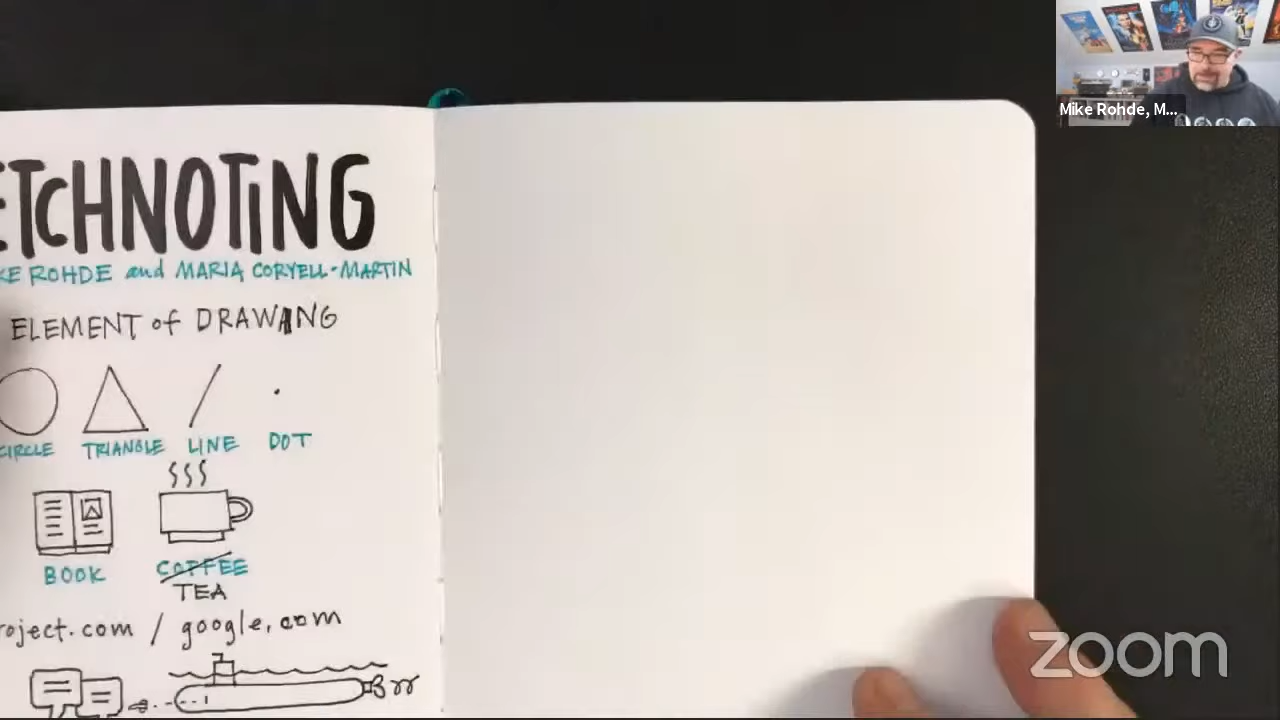 Mike Rohde, M...
ETCHNOTING
KE ROHDE and MARIA CORYELL-MARTIN
ELEMENT of DRAWING
CIRCLE TRIANGLE LINE DOT
BOOK COFFEE
TEA
roject.com / google.com
zoom